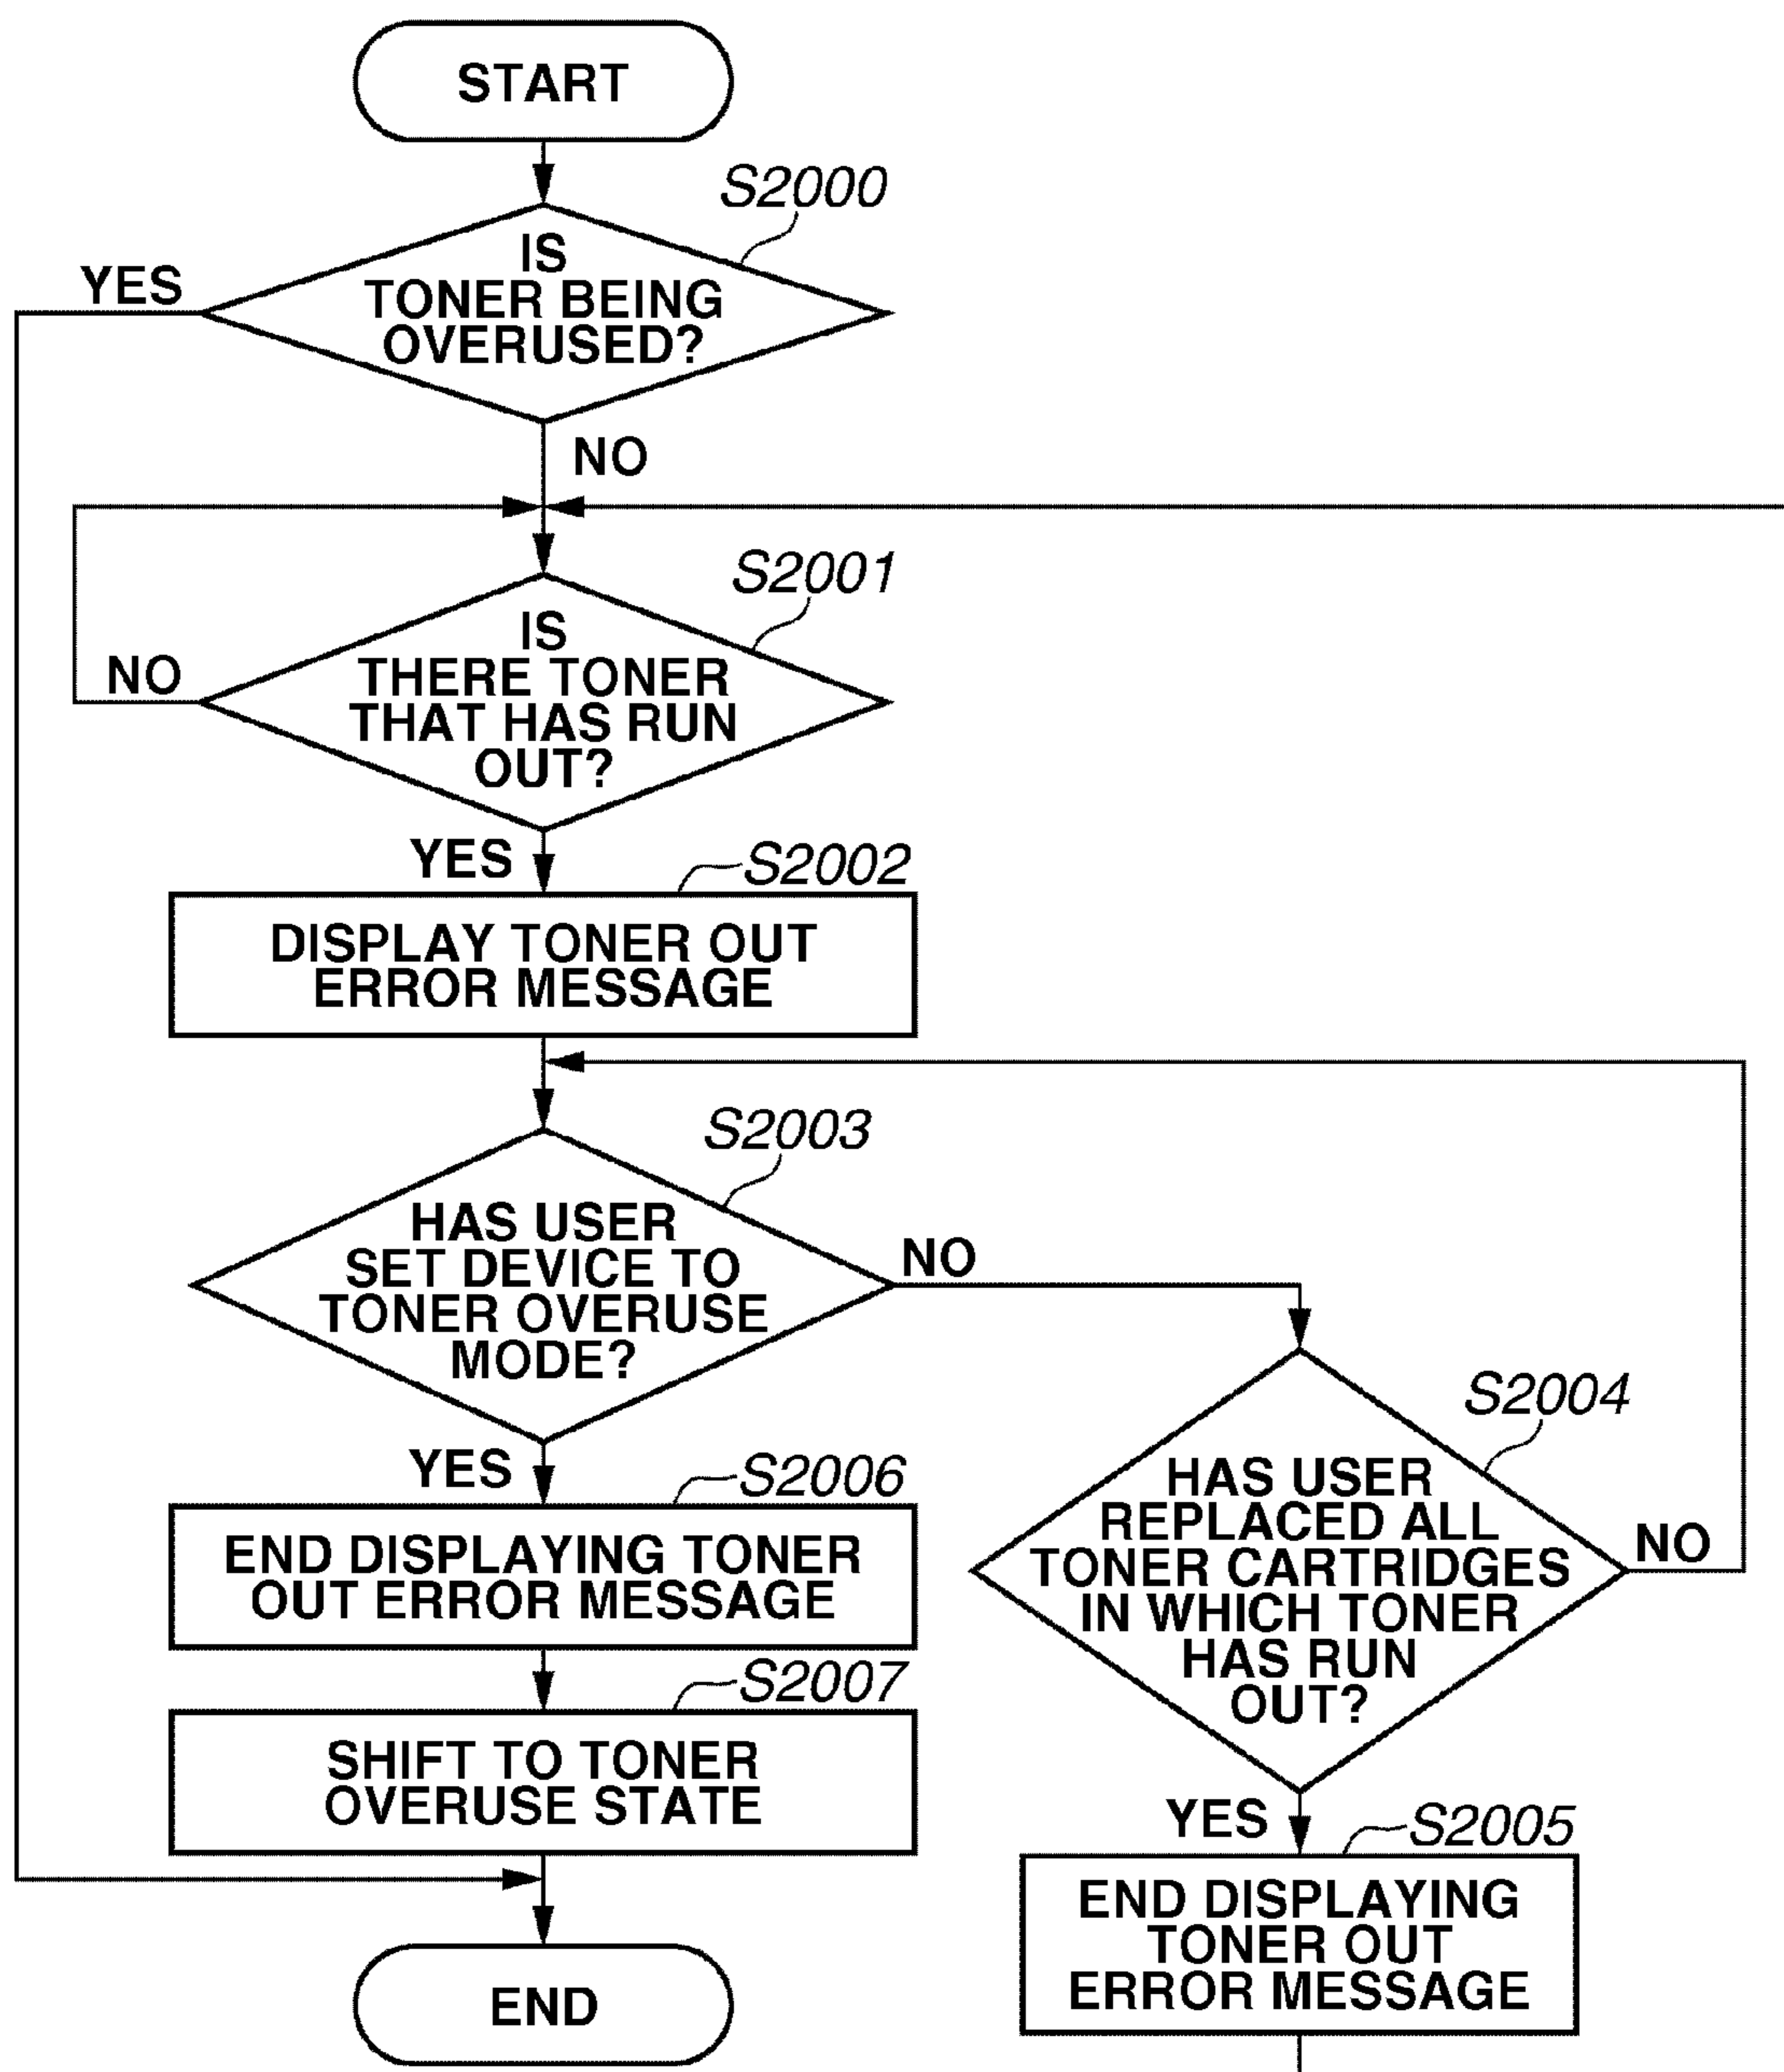 START
S2000
IS
TONER BEING
OVERUSED?
YES
NO
S2001
IS
THERE TONER
THAT HAS RUN
OUT?
NO
YES
S2002
DISPLAY TONER OUT
ERROR MESSAGE
S2003
HAS USER
SET DEVICE TO
TONER OVERUSE
MODE?
NO
YES
S2004
HAS USER
REPLACED ALL
TONER CARTRIDGES
IN WHICH TONER
HAS RUN
OUT?
NO
YES
S2006
END DISPLAYING TONER
OUT ERROR MESSAGE
S2007
SHIFT TO TONER
OVERUSE STATE
S2005
END DISPLAYING
TONER OUT
ERROR MESSAGE
END